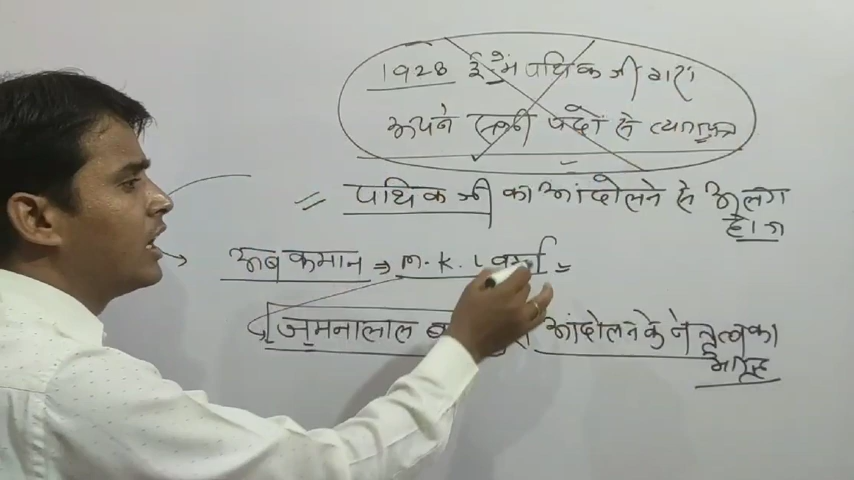 1928 ई. में पथिक जी द्वारा
अपने सभी पदों से त्यागपत्र
= पथिक जी का आंदोलन से अलग
होना
अब कमान ⇒ M.K. वर्मा =
जमनालाल आंदोलन के नेतृत्व का